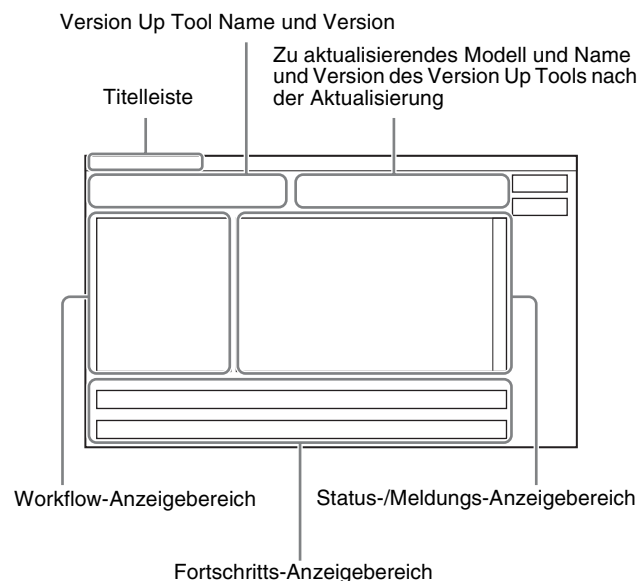 Version Up Tool Name und Version
Zu aktualisierendes Modell und Name
und Version des Version Up Tools nach
der Aktualisierung
Titelleiste
Workflow-Anzeigebereich
Status-/Meldungs-Anzeigebereich
Fortschritts-Anzeigebereich